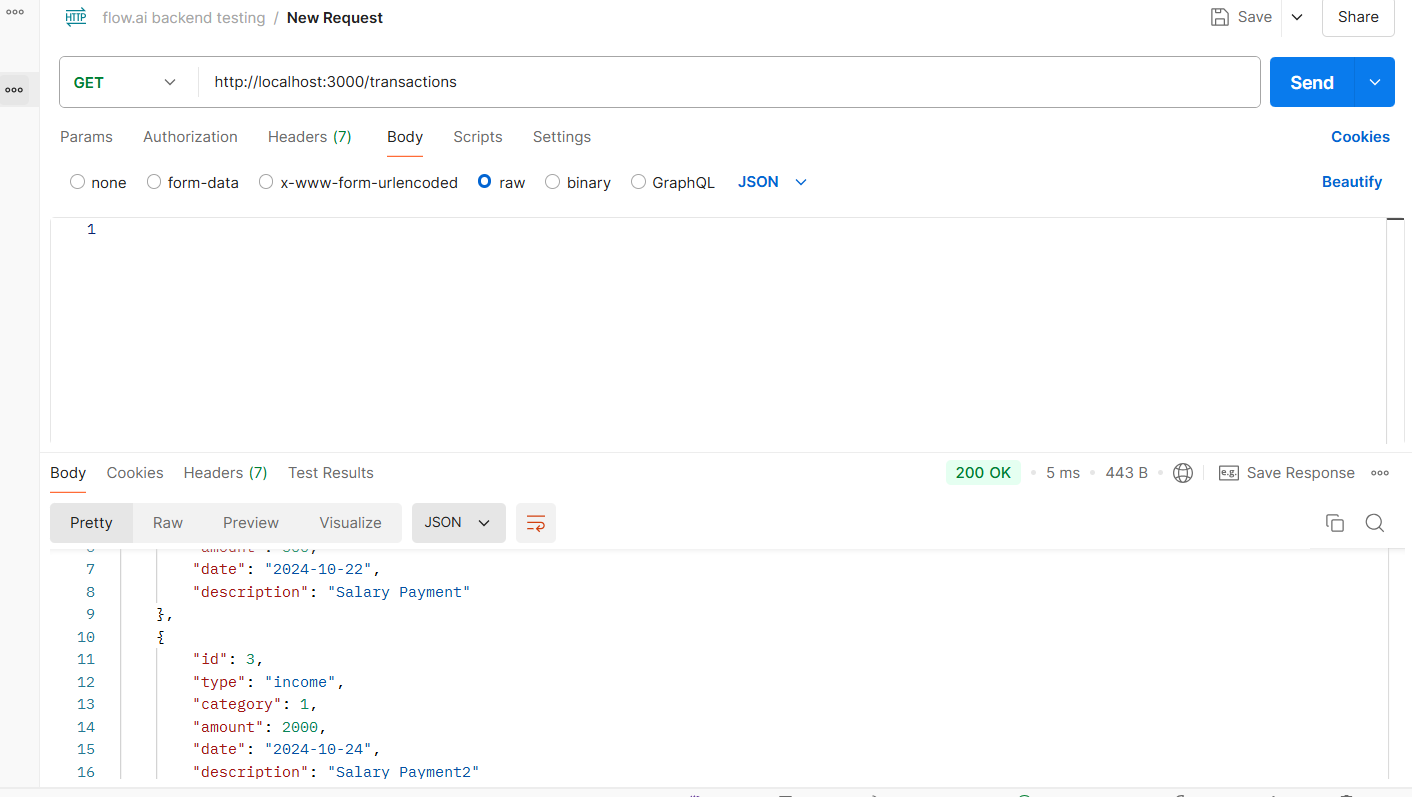 HTTP flow.ai backend testing / New Request Save Share
GET http://localhost:3000/transactions Send
Params Authorization Headers (7) Body Scripts Settings Cookies
none form-data x-www-form-urlencoded raw binary GraphQL JSON Beautify
1
Body Cookies Headers (7) Test Results 200 OK 5 ms 443 B e.g. Save Response
Pretty Raw Preview Visualize JSON
7 "date": "2024-10-22",
8 "description": "Salary Payment"
9 },
10 {
11 "id": 3,
12 "type": "income",
13 "category": 1,
14 "amount": 2000,
15 "date": "2024-10-24",
16 "description": "Salary Payment2"